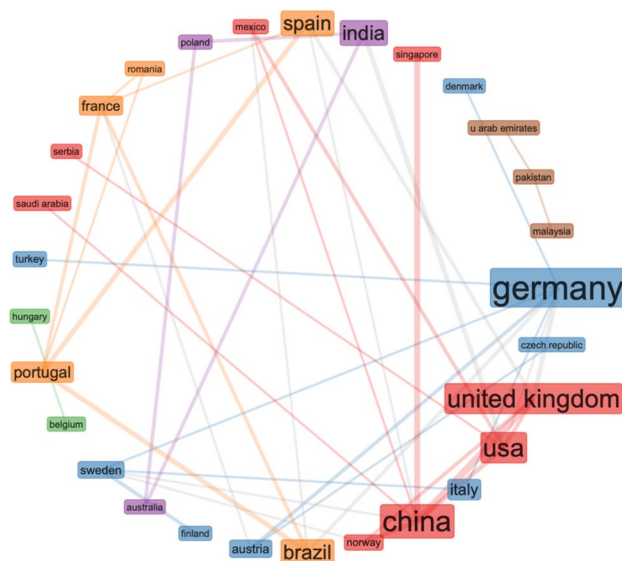 mexico
spain
india
poland
singapore
romania
denmark
france
u arab emirates
serbia
pakistan
saudi arabia
malaysia
turkey
germany
hungary
czech republic
portugal
united kingdom
belgium
usa
sweden
italy
australia
china
finland
norway
austria
brazil